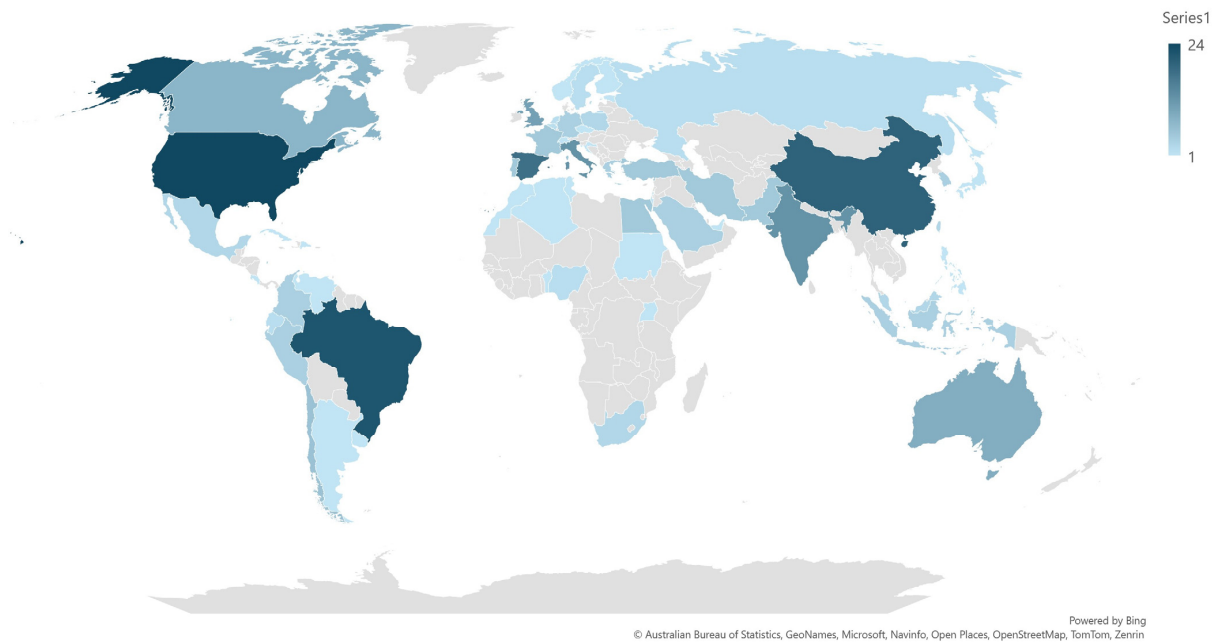 Series1
24
1
Powered by Bing
© Australian Bureau of Statistics, GeoNames, Microsoft, Navinfo, Open Places, OpenStreetMap, TomTom, Zenrin